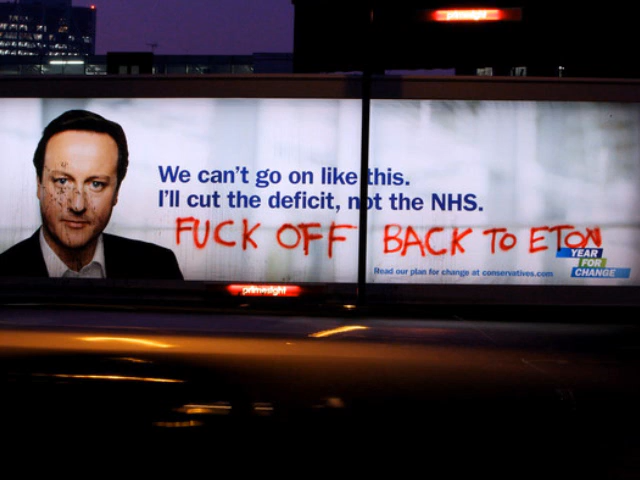 primesight
We can't go on like this.
I'll cut the deficit, not the NHS.
FUCK OFF BACK TO ETON
YEAR
FOR
CHANGE
Read our plan for change at conservatives.com
primesight